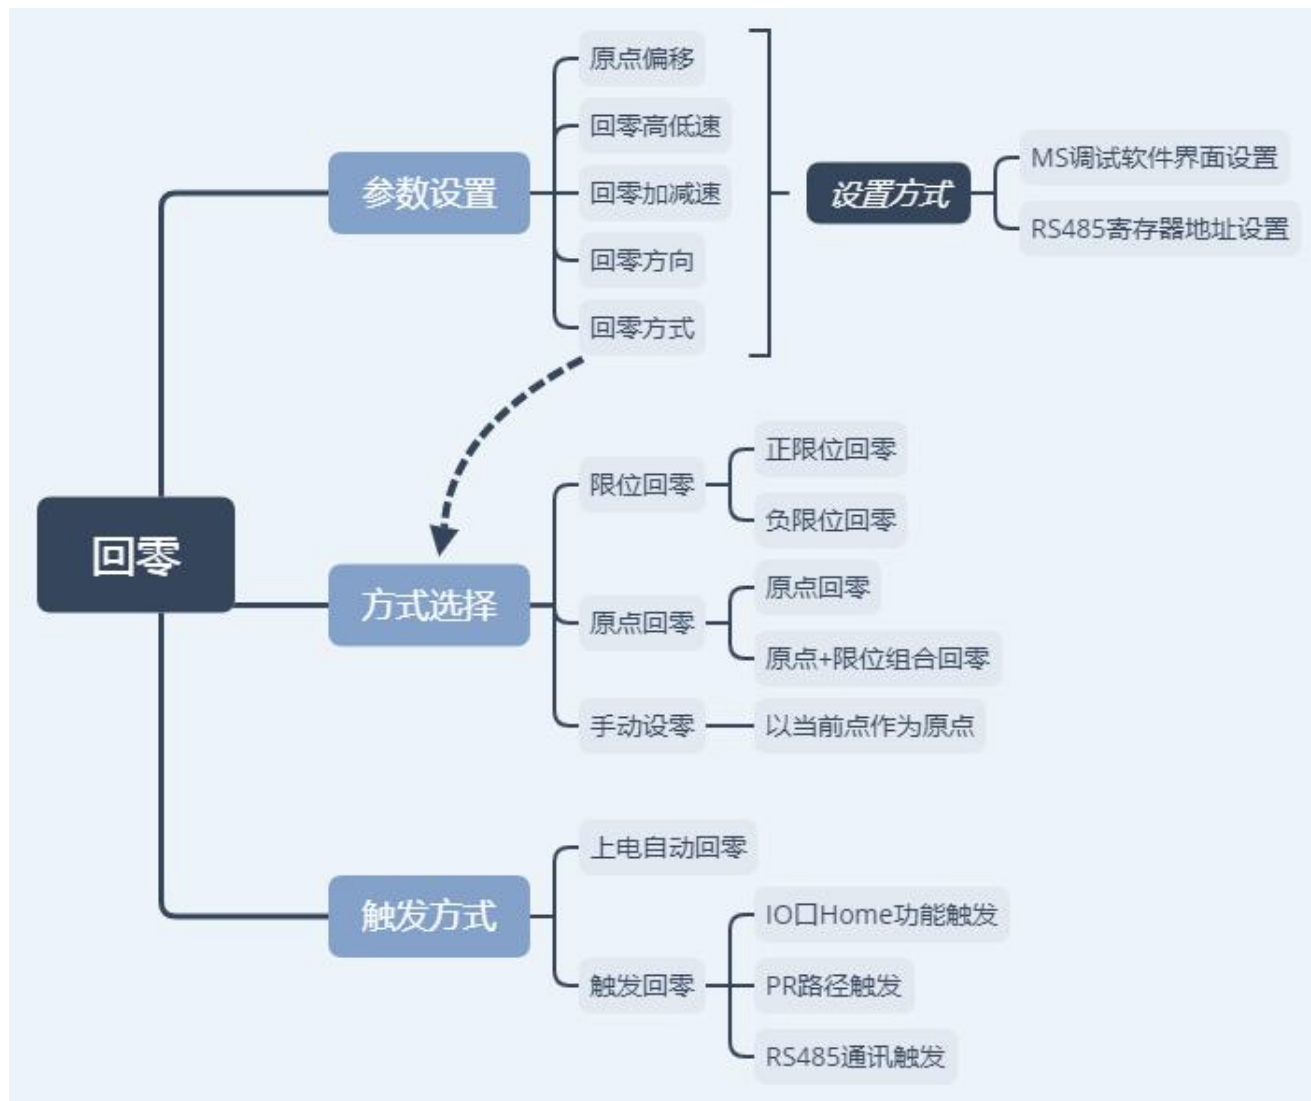 回零
参数设置
原点偏移
回零高低速
回零加减速
回零方向
回零方式
设置方式
MS调试软件界面设置
RS485寄存器地址设置
方式选择
限位回零
正限位回零
负限位回零
原点回零
原点回零
原点+限位组合回零
手动设零
以当前点作为原点
触发方式
上电自动回零
触发回零
IO口Home功能触发
PR路径触发
RS485通讯触发